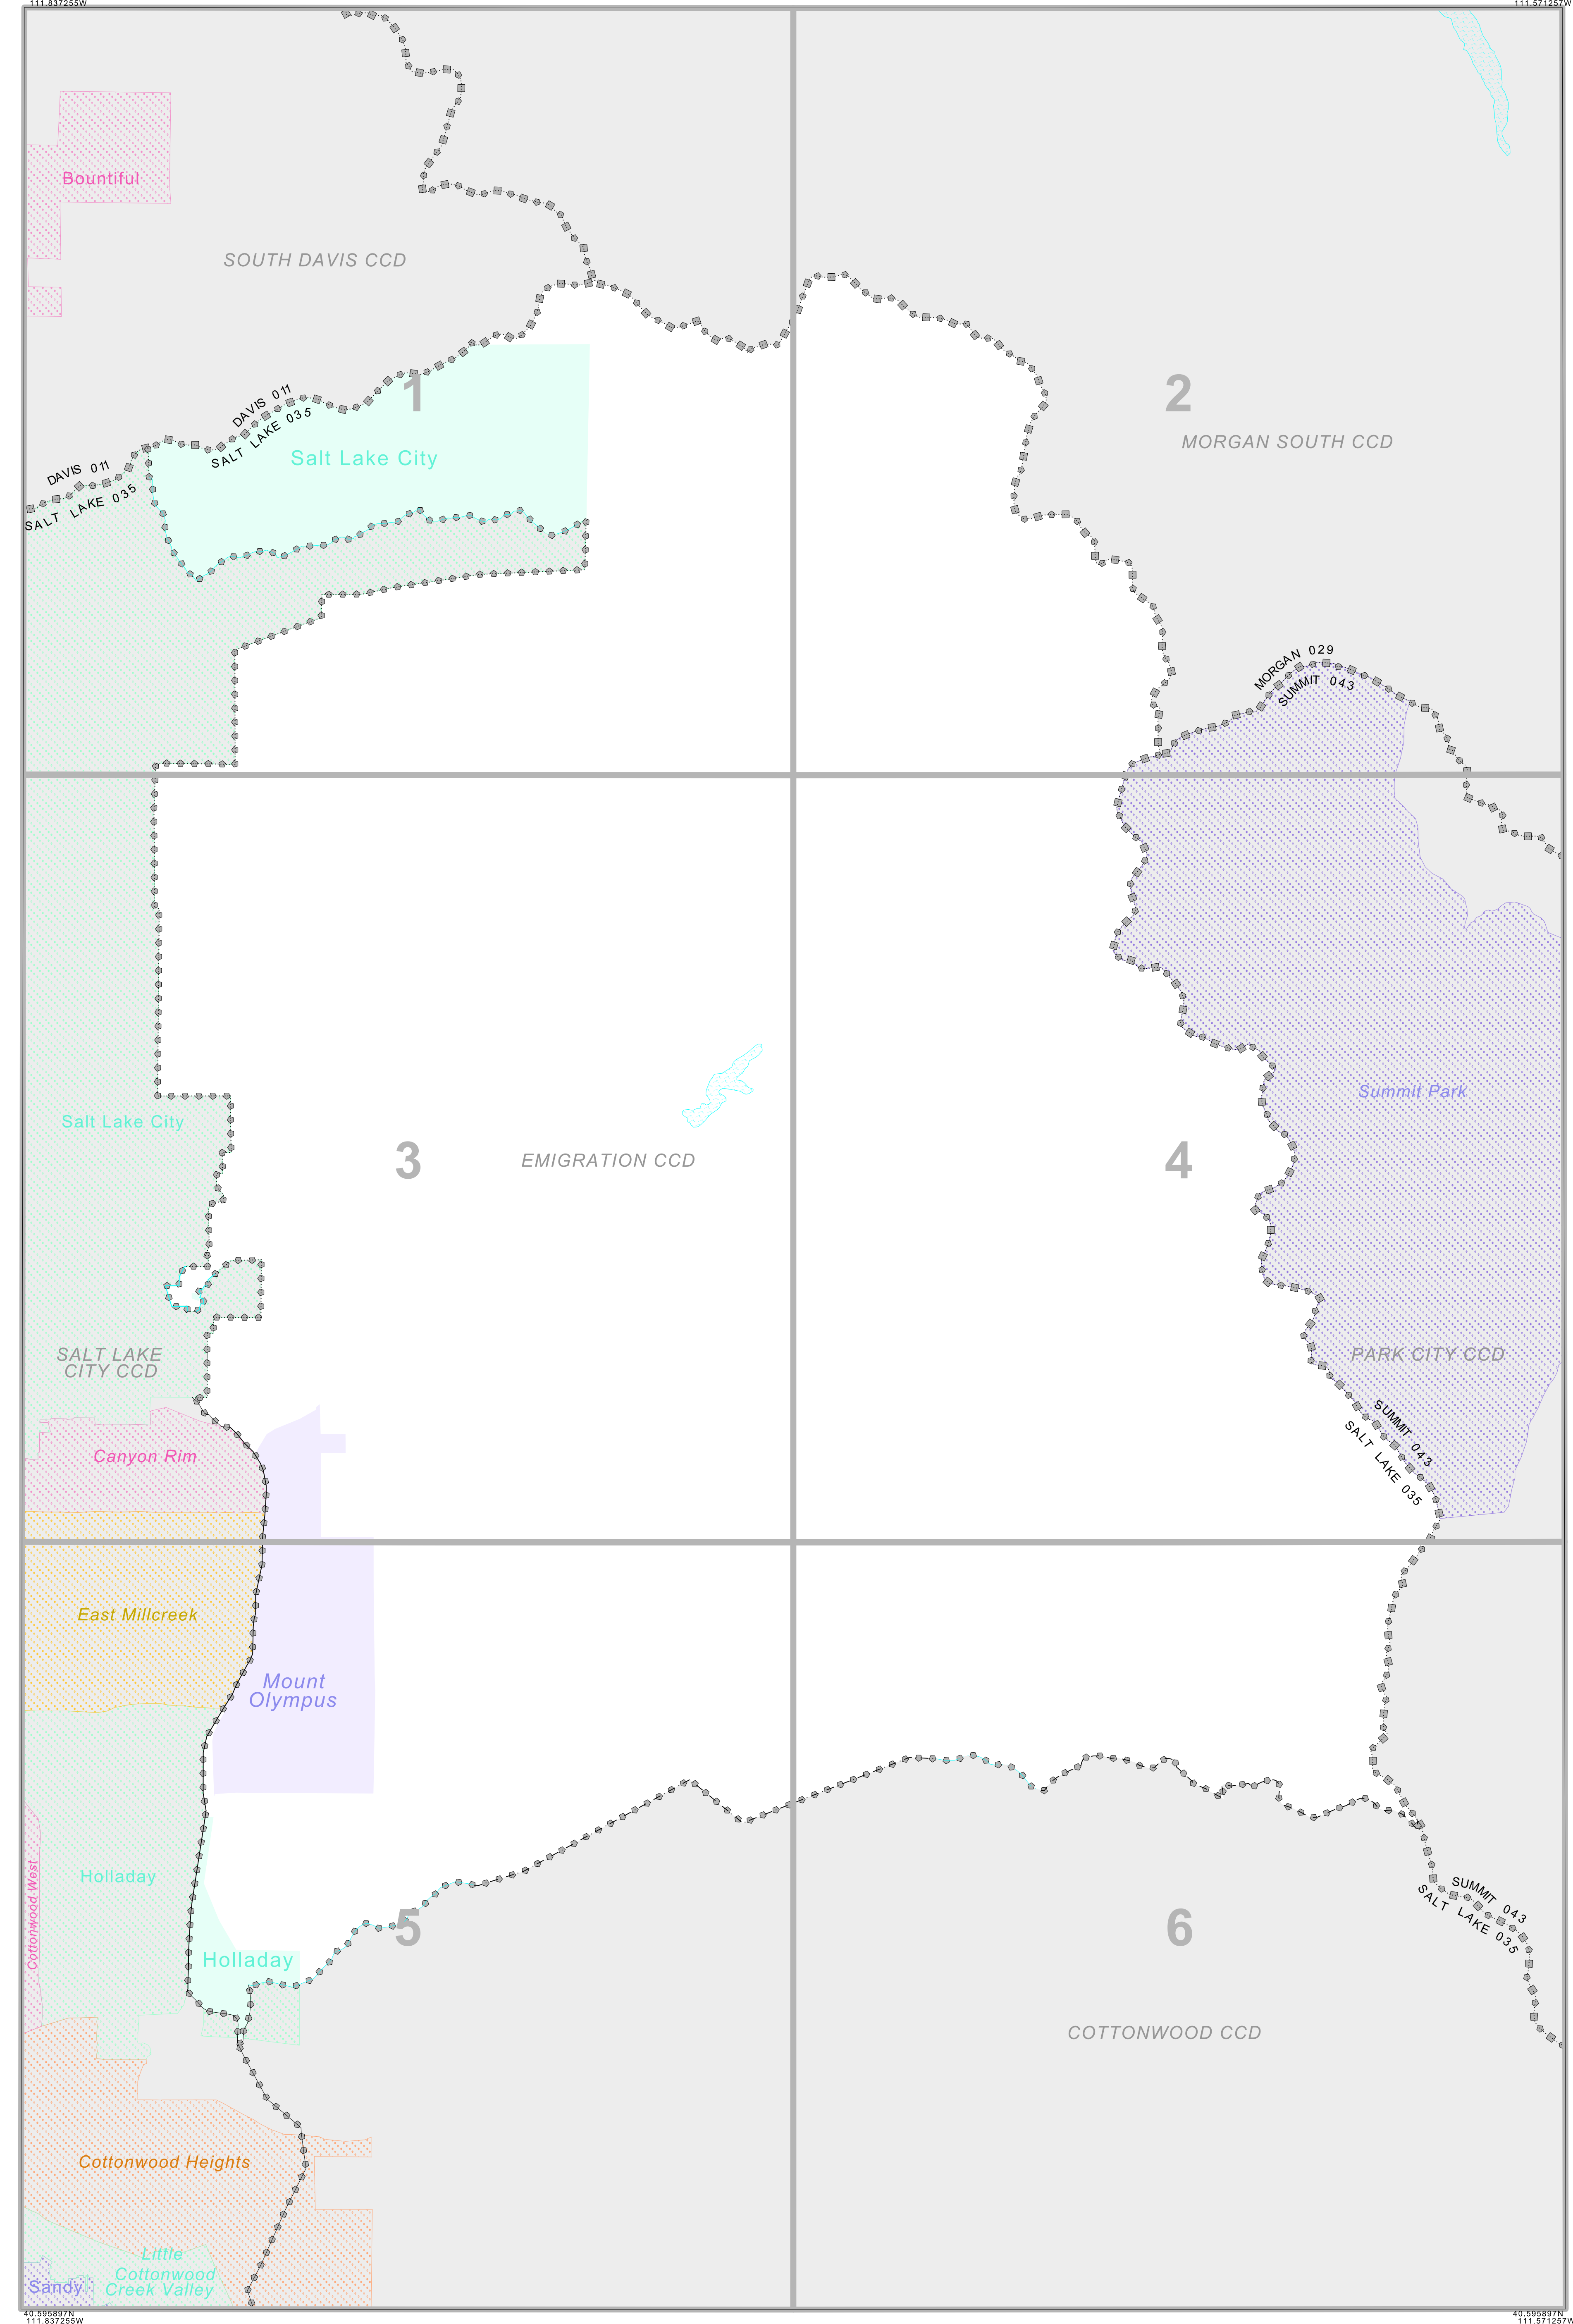 111.837255W
111.571257W
Bountiful
SOUTH DAVIS CCD
1
2
DAVIS 011
SALT LAKE 035
MORGAN SOUTH CCD
Salt Lake City
DAVIS 011
SALT LAKE 035
MORGAN 029
SUMMIT 043
Summit Park
Salt Lake City
3
EMIGRATION CCD
4
SALT LAKE
CITY CCD
PARK CITY CCD
SUMMIT 043
SALT LAKE 035
Canyon Rim
East Millcreek
Mount
Olympus
Cottonwood West
Holladay
SUMMIT 043
SALT LAKE 035
5
6
Holladay
COTTONWOOD CCD
Cottonwood Heights
Little
Cottonwood
Creek Valley
Sandy
40.595897N
111.837255W
40.595897N
111.571257W